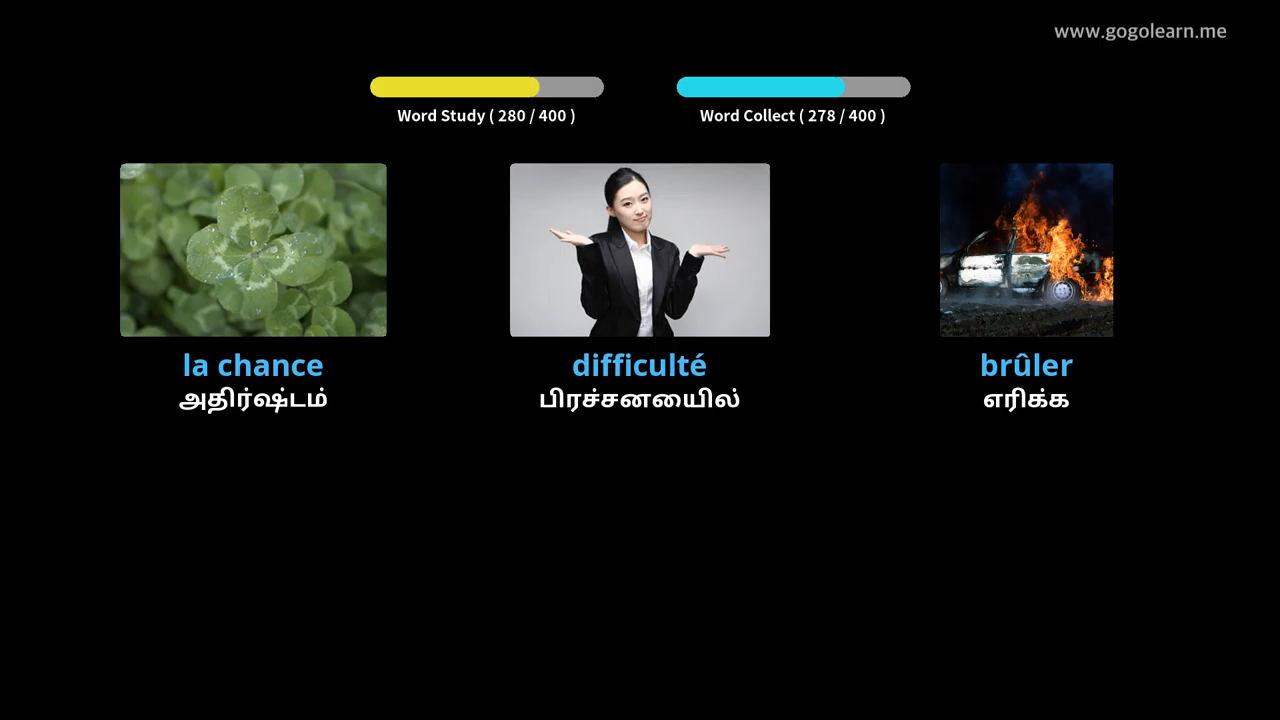 www.gogolearn.me
Word Study ( 280 / 400 )
Word Collect ( 278 / 400 )
la chance
அதிர்ஷ்டம்
difficulté
பிரச்சனையில்
brûler
எரிக்க